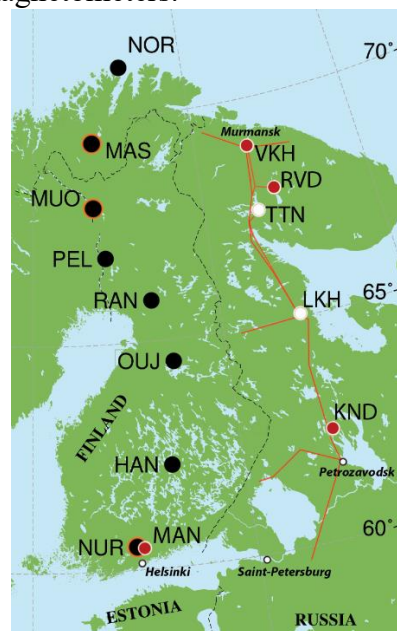 NOR
70°
Murmansk
MAS
VKH
RVD
MUO
TTN
PEL
RAN
LKH
65°
OUJ
FINLAND
KND
HAN
Petrozavodsk
60°
NUR
MAN
Helsinki
Saint-Petersburg
ESTONIA
RUSSIA